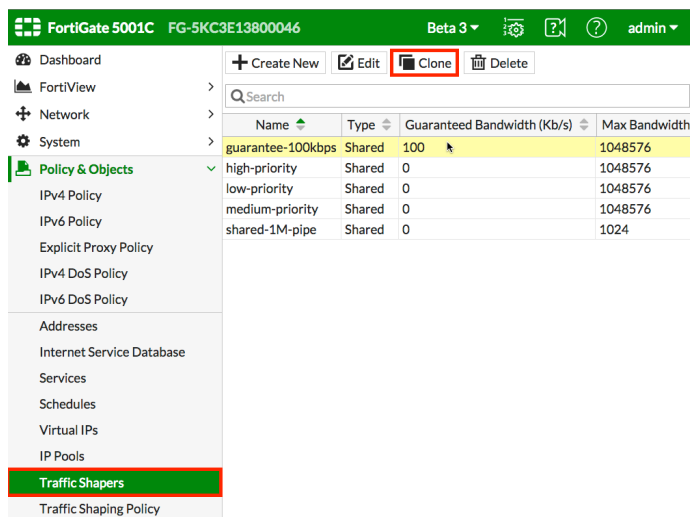 FortiGate 5001C FG-5KC3E13800046 Beta 3 admin
Dashboard
FortiView
Network
System
Policy & Objects
IPv4 Policy
IPv6 Policy
Explicit Proxy Policy
IPv4 DoS Policy
IPv6 DoS Policy
Addresses
Internet Service Database
Services
Schedules
Virtual IPs
IP Pools
Traffic Shapers
Traffic Shaping Policy
Create New Edit Clone Delete
Search
Name Type Guaranteed Bandwidth (Kb/s) Max Bandwidth
guarantee-100kbps Shared 100 1048576
high-priority Shared 0 1048576
low-priority Shared 0 1048576
medium-priority Shared 0 1048576
shared-1M-pipe Shared 0 1024